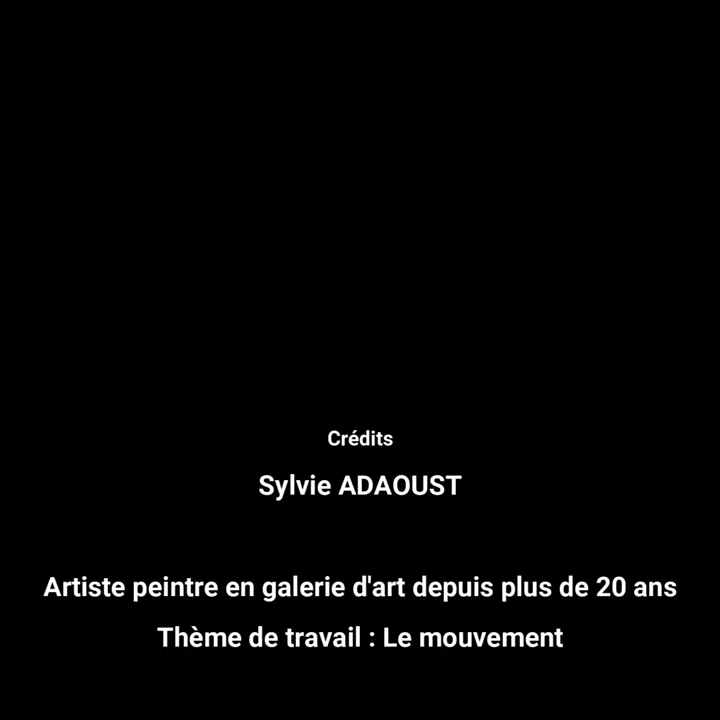 Crédits
Sylvie ADAOUST
Artiste peintre en galerie d'art depuis plus de 20 ans
Thème de travail : Le mouvement